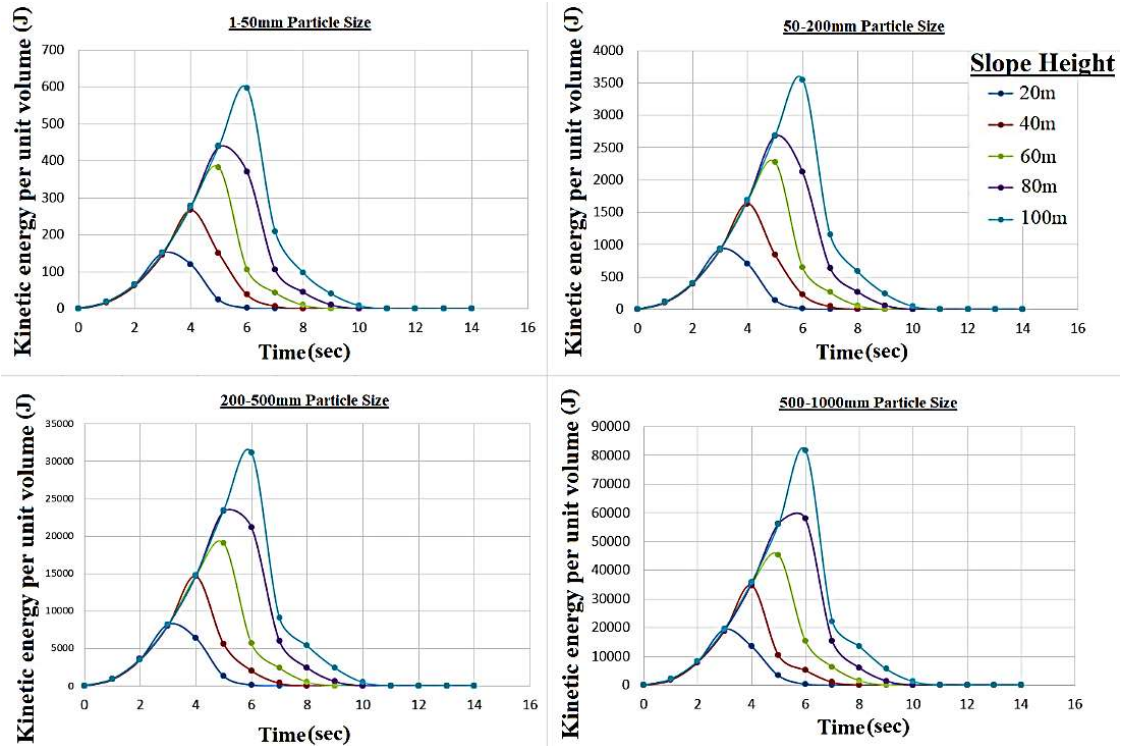 1-50mm Particle Size
Kinetic energy per unit volume (J)
700
600
500
400
300
200
100
0
0 2 4 6 8 10 12 14 16
Time(sec)
50-200mm Particle Size
Kinetic energy per unit volume (J)
4000
3500
3000
2500
2000
1500
1000
500
0
0 2 4 6 8 10 12 14 16
Time(sec)
Slope Height
20m
40m
60m
80m
100m
200-500mm Particle Size
Kinetic energy per unit volume (J)
35000
30000
25000
20000
15000
10000
5000
0
0 2 4 6 8 10 12 14 16
Time(sec)
500-1000mm Particle Size
Kinetic energy per unit volume (J)
90000
80000
70000
60000
50000
40000
30000
20000
10000
0
0 2 4 6 8 10 12 14 16
Time(sec)